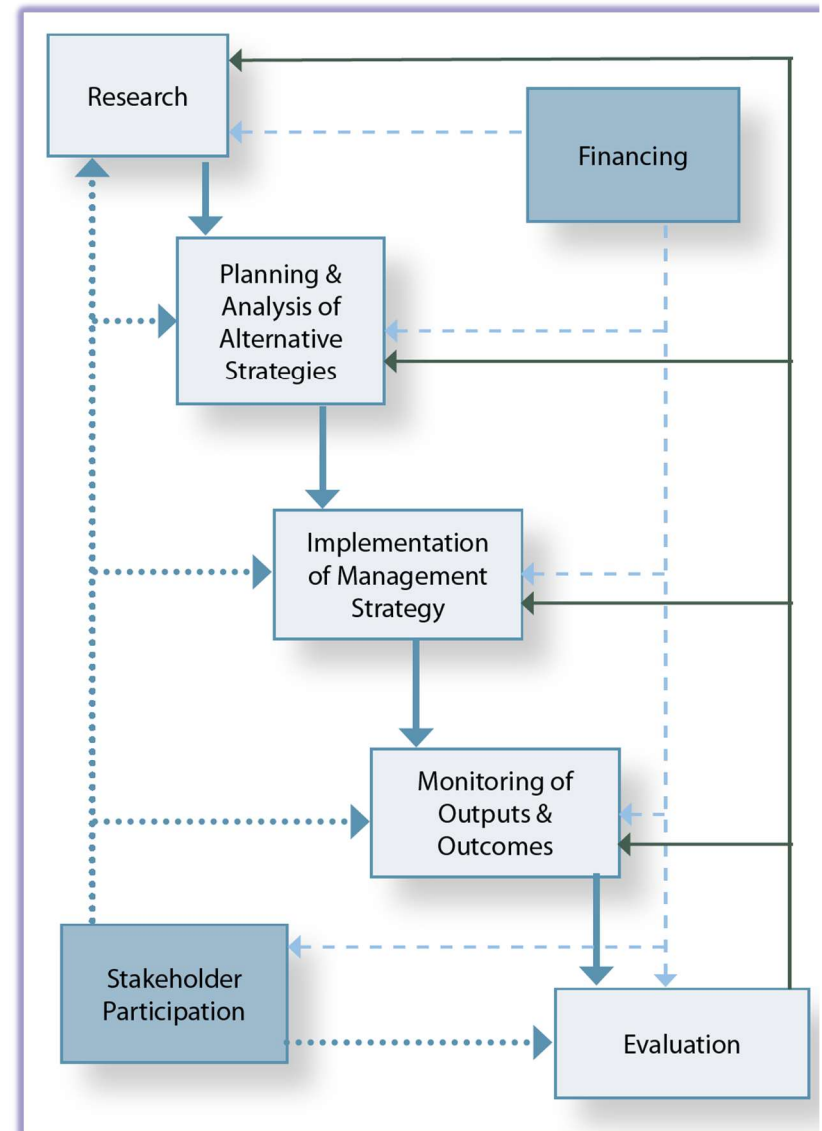 Research
Financing
Planning &
Analysis of
Alternative
Strategies
Implementation
of Management
Strategy
Monitoring of
Outputs &
Outcomes
Stakeholder
Participation
Evaluation